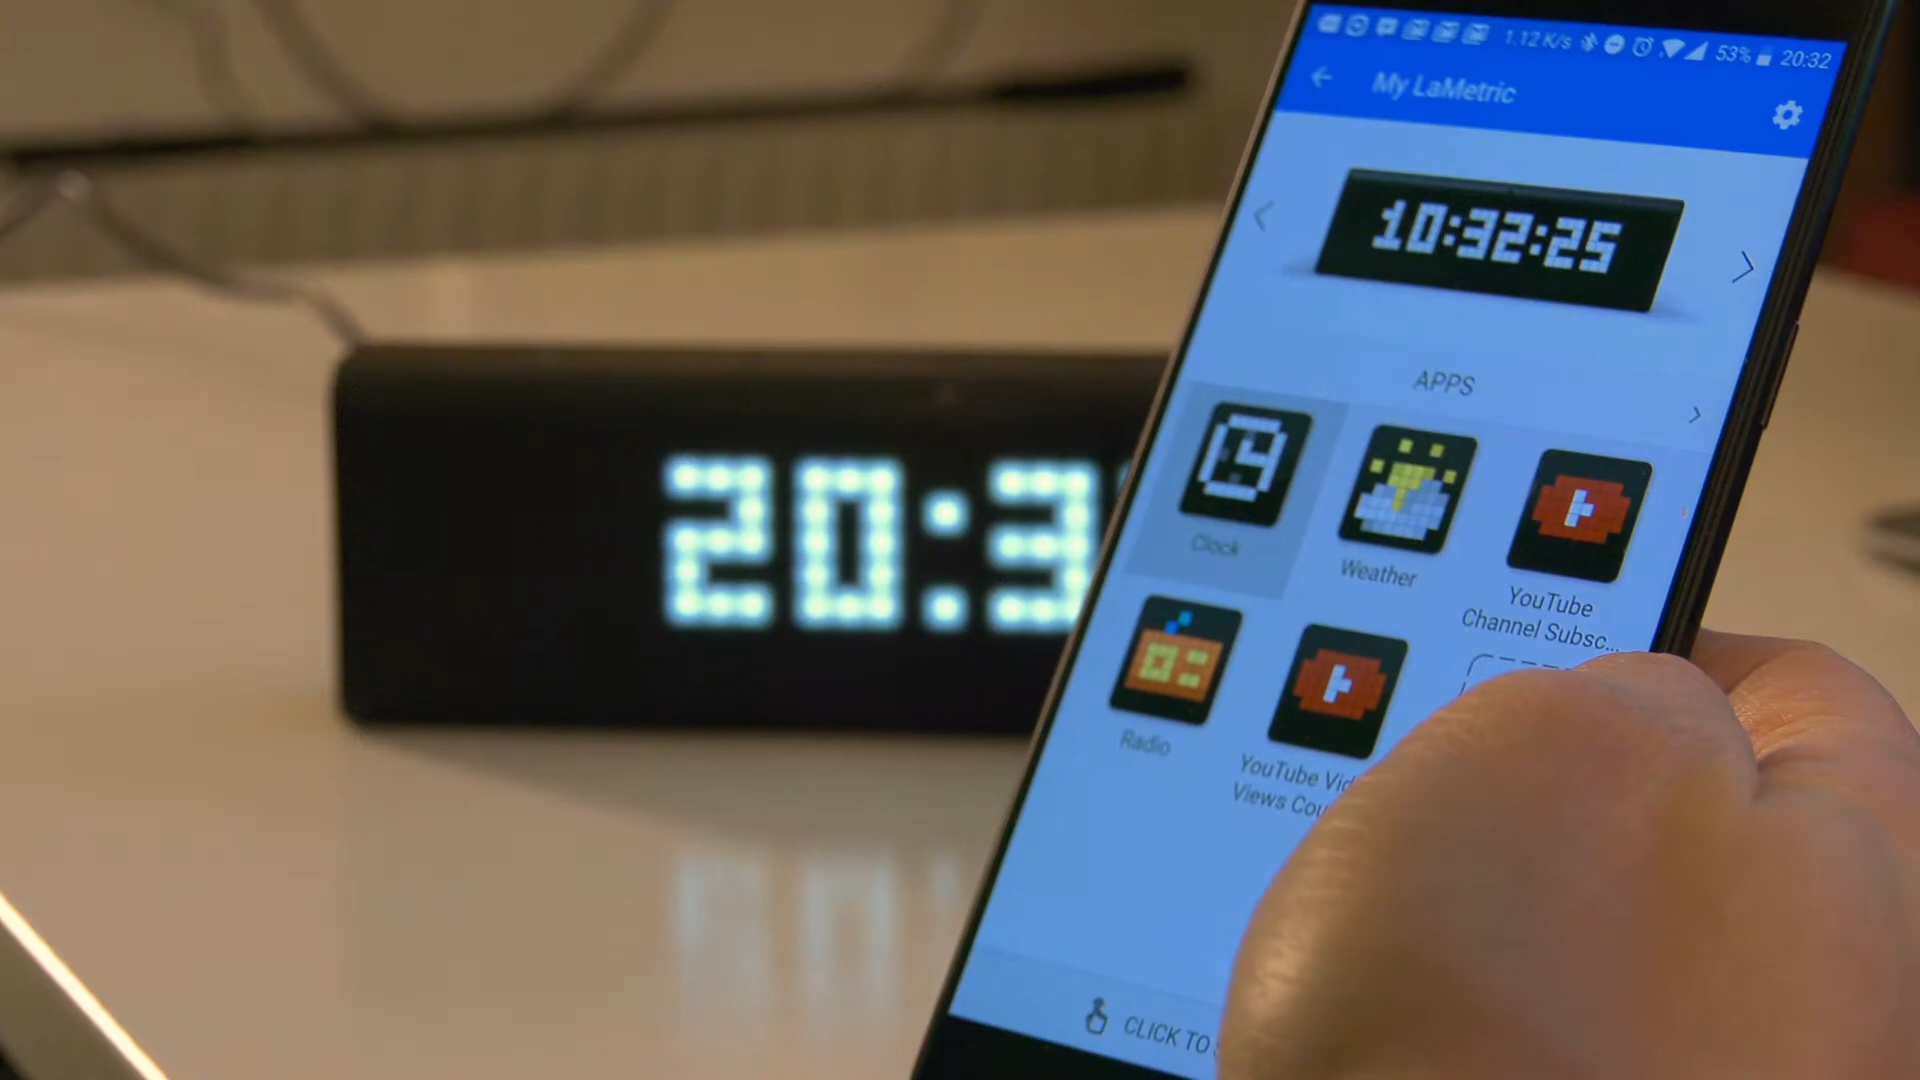 1.12 K/s 53% 20:32
My LaMetric
10:32:25
APPS
Clock
Weather
YouTube
Channel Subsc...
Radio
YouTube
Views
CLICK TO
20:3